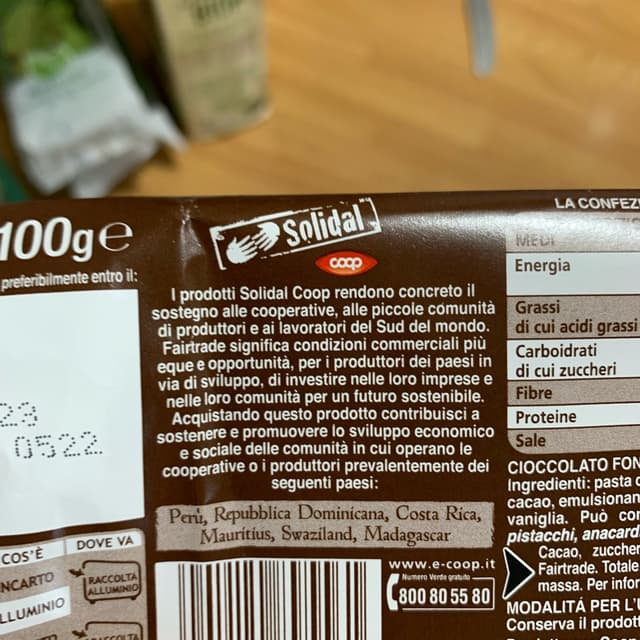 100g℮
preferibilmente entro il:
23
0522
COS'È
DOVE VA
RACCOLTA
ALLUMINIO
Solidal
coop
I prodotti Solidal Coop rendono concreto il
sostegno alle cooperative, alle piccole comunità
di produttori e ai lavoratori del Sud del mondo.
Fairtrade significa condizioni commerciali più
eque e opportunità, per i produttori dei paesi in
via di sviluppo, di investire nelle loro imprese e
nelle loro comunità per un futuro sostenibile.
Acquistando questo prodotto contribuisci a
sostenere e promuovere lo sviluppo economico
e sociale delle comunità in cui operano le
cooperative o i produttori prevalentemente dei
seguenti paesi:
Perù, Repubblica Dominicana, Costa Rica,
Mauritius, Swaziland, Madagascar
www.e-coop.it
Numero Verde gratuito
800 80 55 80
LA CONFEZI
MEDI
Energia
Grassi
di cui acidi grassi
Carboidrati
di cui zuccheri
Fibre
Proteine
Sale
CIOCCOLATO FON
Ingredienti: pasta
cacao, emulsionan
vaniglia. Può con
pistacchi, anacard
Cacao, zuccher
Fairtrade. Totale
massa. Per infor
MODALITÀ PER L'U
Conserva il prodot